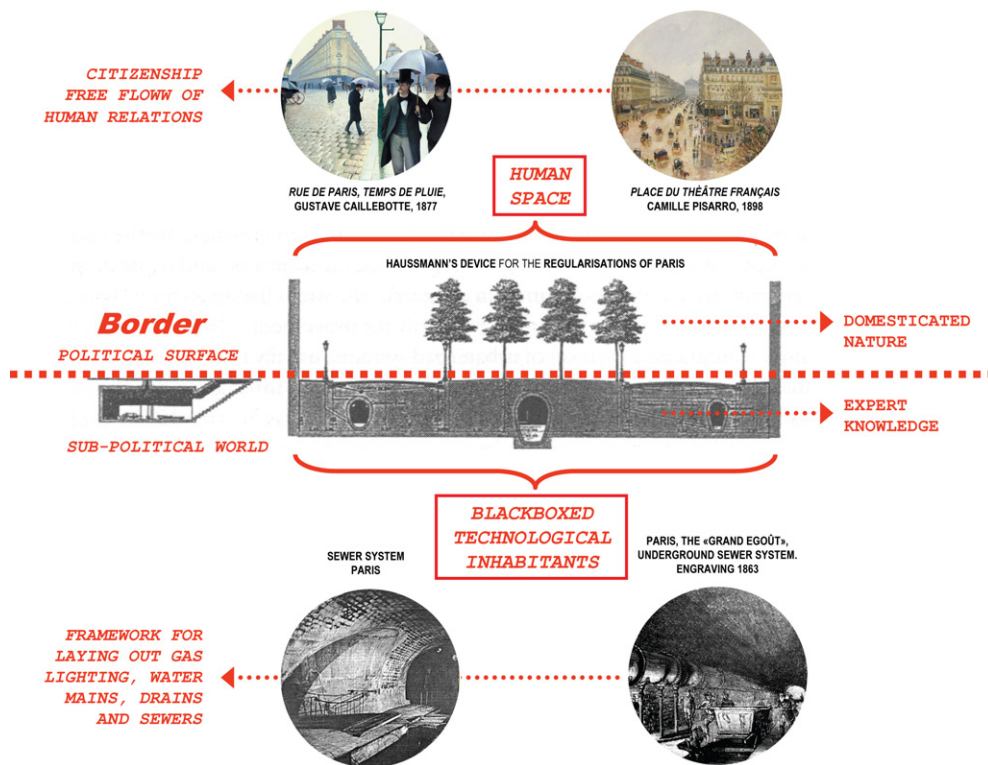 CITIZENSHIP
FREE FLOWW OF
HUMAN RELATIONS
RUE DE PARIS, TEMPS DE PLUIE,
GUSTAVE CAILLEBOTTE, 1877
HUMAN
SPACE
PLACE DU THÈÂTRE FRANÇAIS
CAMILLE PISARRO, 1898
HAUSSMANN'S DEVICE FOR THE REGULARISATIONS OF PARIS
Border
POLITICAL SURFACE
DOMESTICATED
NATURE
SUB-POLITICAL WORLD
EXPERT
KNOWLEDGE
BLACKBOXED
TECHNOLOGICAL
INHABITANTS
SEWER SYSTEM
PARIS
PARIS, THE «GRAND EGOÛT»,
UNDERGROUND SEWER SYSTEM.
ENGRAVING 1863
FRAMEWORK FOR
LAYING OUT GAS
LIGHTING, WATER
MAINS, DRAINS
AND SEWERS